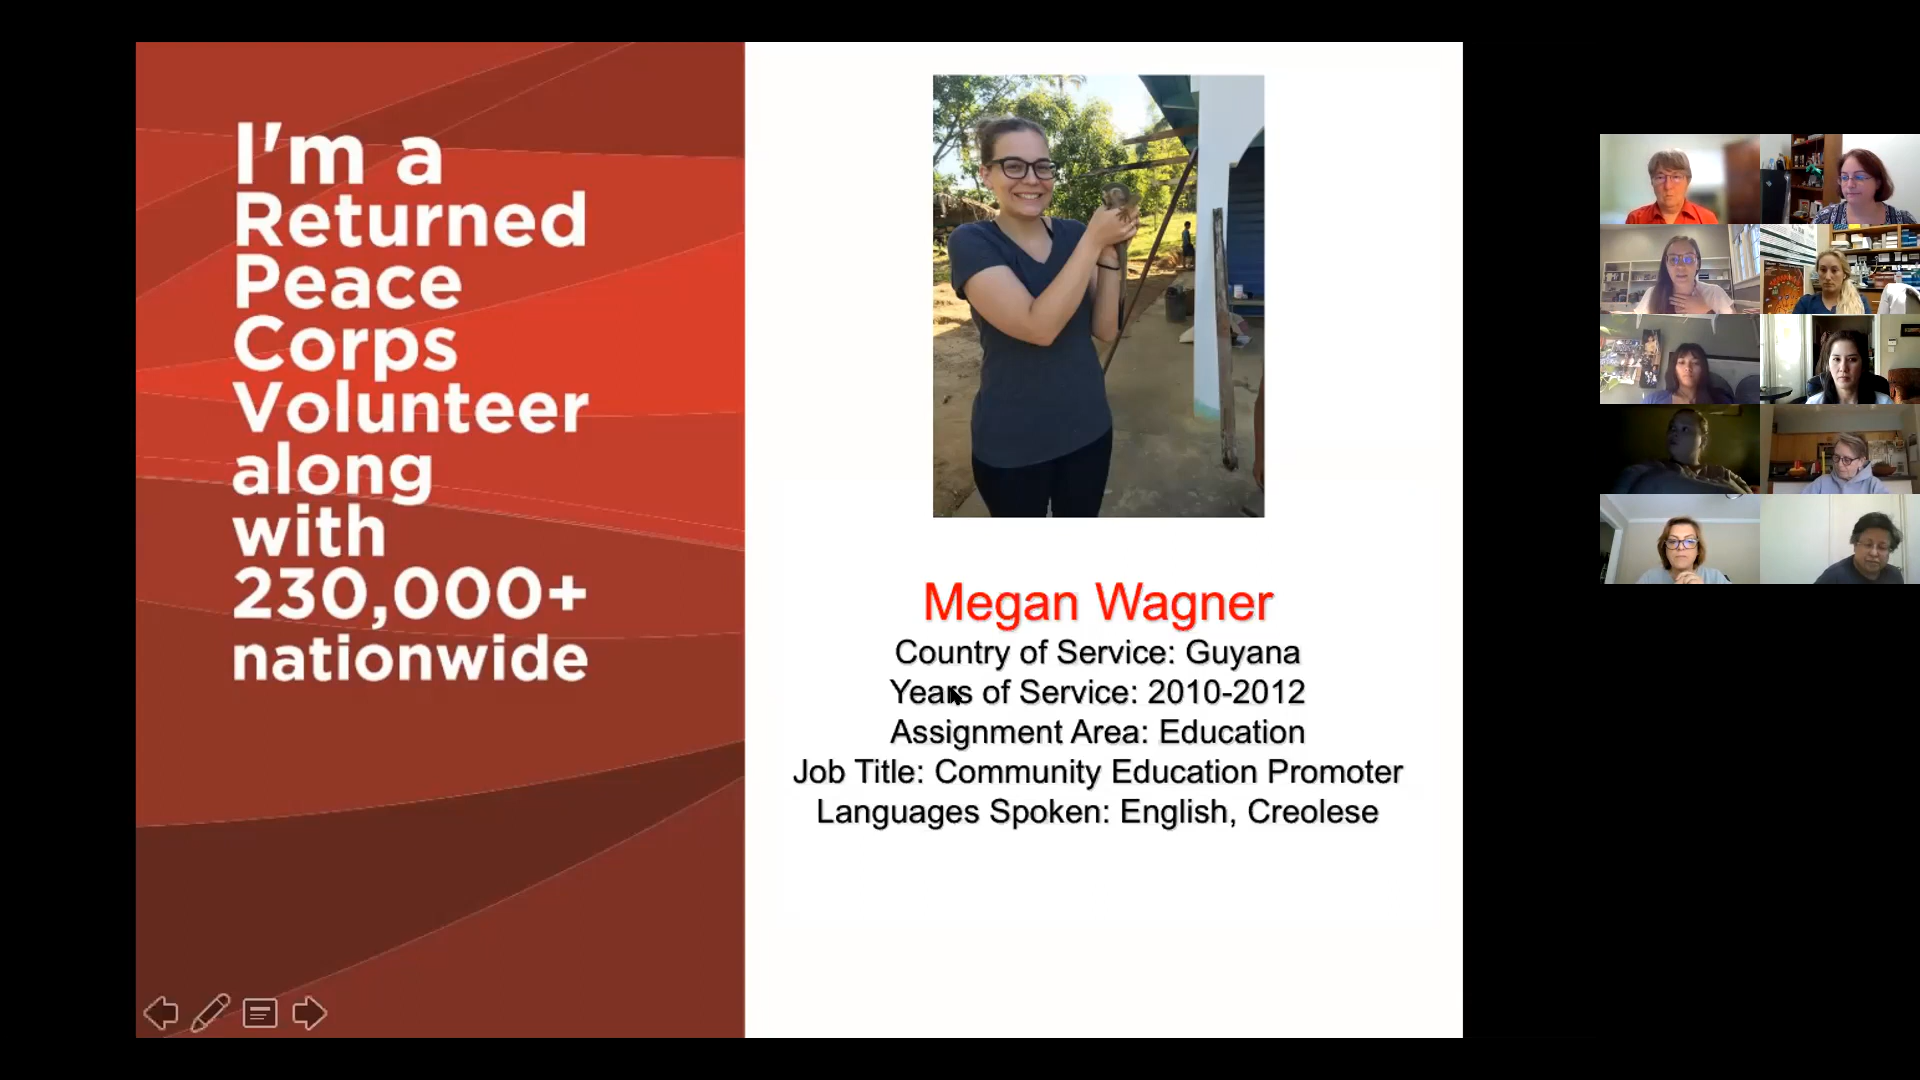 I'm a
Returned
Peace
Corps
Volunteer
along
with
230,000+
nationwide
Megan Wagner
Country of Service: Guyana
Years of Service: 2010-2012
Assignment Area: Education
Job Title: Community Education Promoter
Languages Spoken: English, Creolese